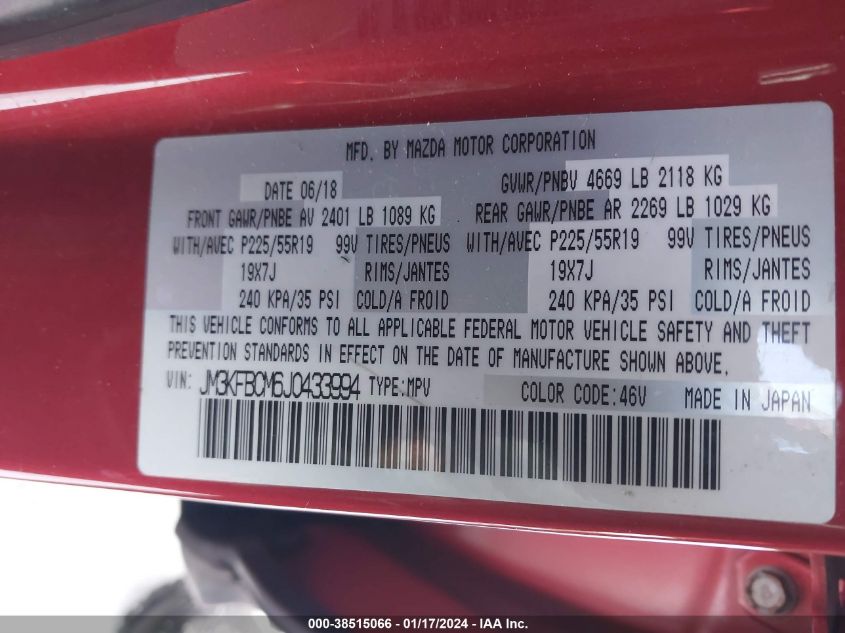 MFD. BY MAZDA MOTOR CORPORATION
DATE 06/18 GVWR/PNBV 4669 LB 2118 KG
FRONT GAWR/PNBE AV 2401 LB 1089 KG REAR GAWR/PNBE AR 2269 LB 1029 KG
WITH/AVEC P225/55R19 99V TIRES/PNEUS WITH/AVEC P225/55R19 99V TIRES/PNEUS
19X7J RIMS/JANTES 19X7J RIMS/JANTES
240 KPA/35 PSI COLD/A FROID 240 KPA/35 PSI COLD/A FROID
THIS VEHICLE CONFORMS TO ALL APPLICABLE FEDERAL MOTOR VEHICLE SAFETY AND THEFT
PREVENTION STANDARDS IN EFFECT ON THE DATE OF MANUFACTURE SHOWN ABOVE.
VIN: JM3KFBCM6J0433994 TYPE:MPV COLOR CODE:46V MADE IN JAPAN
000-38515066 - 01/17/2024 - IAA Inc.